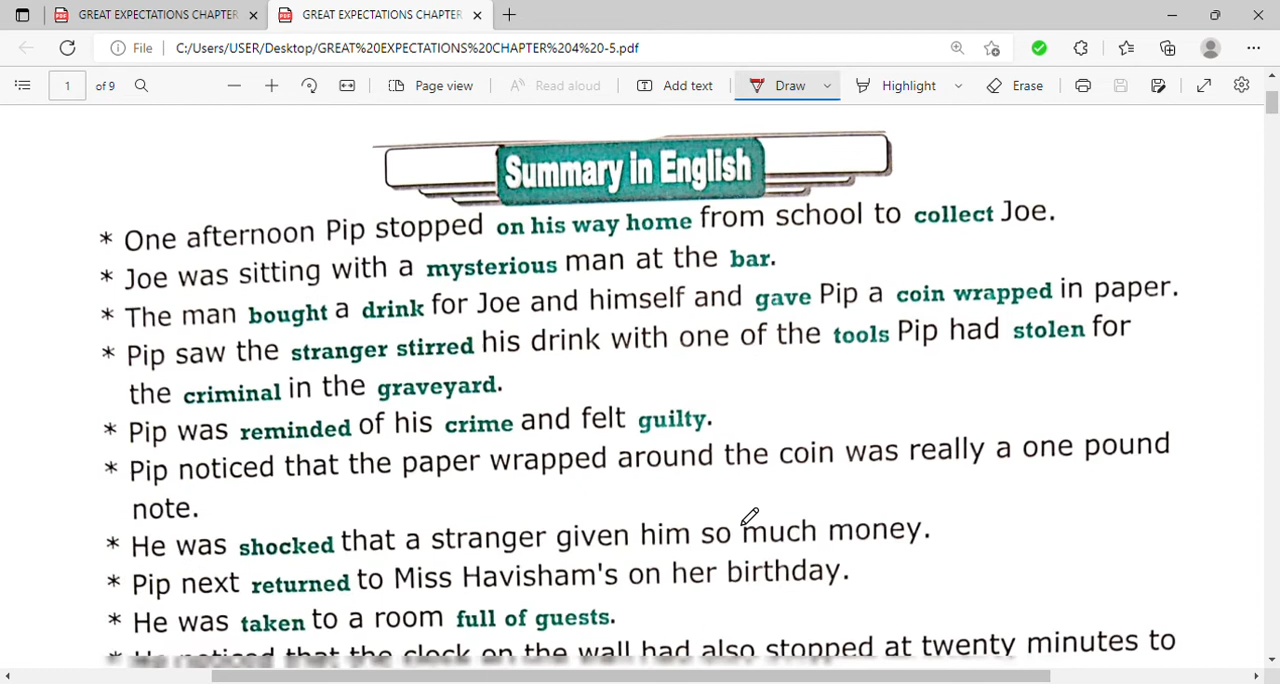 GREAT EXPECTATIONS CHAPTER
GREAT EXPECTATIONS CHAPTER
File
C:/Users/USER/Desktop/GREAT%20EXPECTATIONS%20CHAPTER%204%20-5.pdf
1 of 9
Page view
Read aloud
Add text
Draw
Highlight
Erase
Summary in English
* One afternoon Pip stopped on his way home from school to collect Joe.
* Joe was sitting with a mysterious man at the bar.
* The man bought a drink for Joe and himself and gave Pip a coin wrapped in paper.
* Pip saw the stranger stirred his drink with one of the tools Pip had stolen for
the criminal in the graveyard.
* Pip was reminded of his crime and felt guilty.
* Pip noticed that the paper wrapped around the coin was really a one pound
note.
* He was shocked that a stranger given him so much money.
* Pip next returned to Miss Havisham's on her birthday.
* He was taken to a room full of guests.
* He noticed that the clock on the wall had also stopped at twenty minutes to